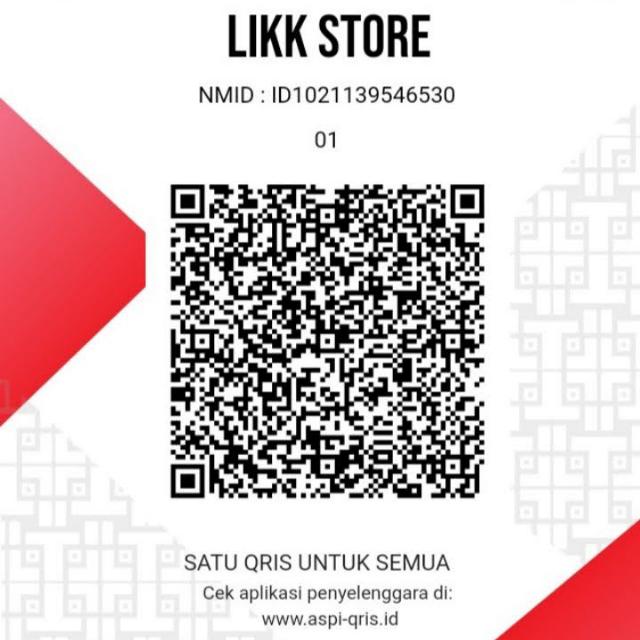 LIKK STORE
NMID : ID1021139546530
01
SATU QRIS UNTUK SEMUA
Cek aplikasi penyelenggara di:
www.aspi-qris.id